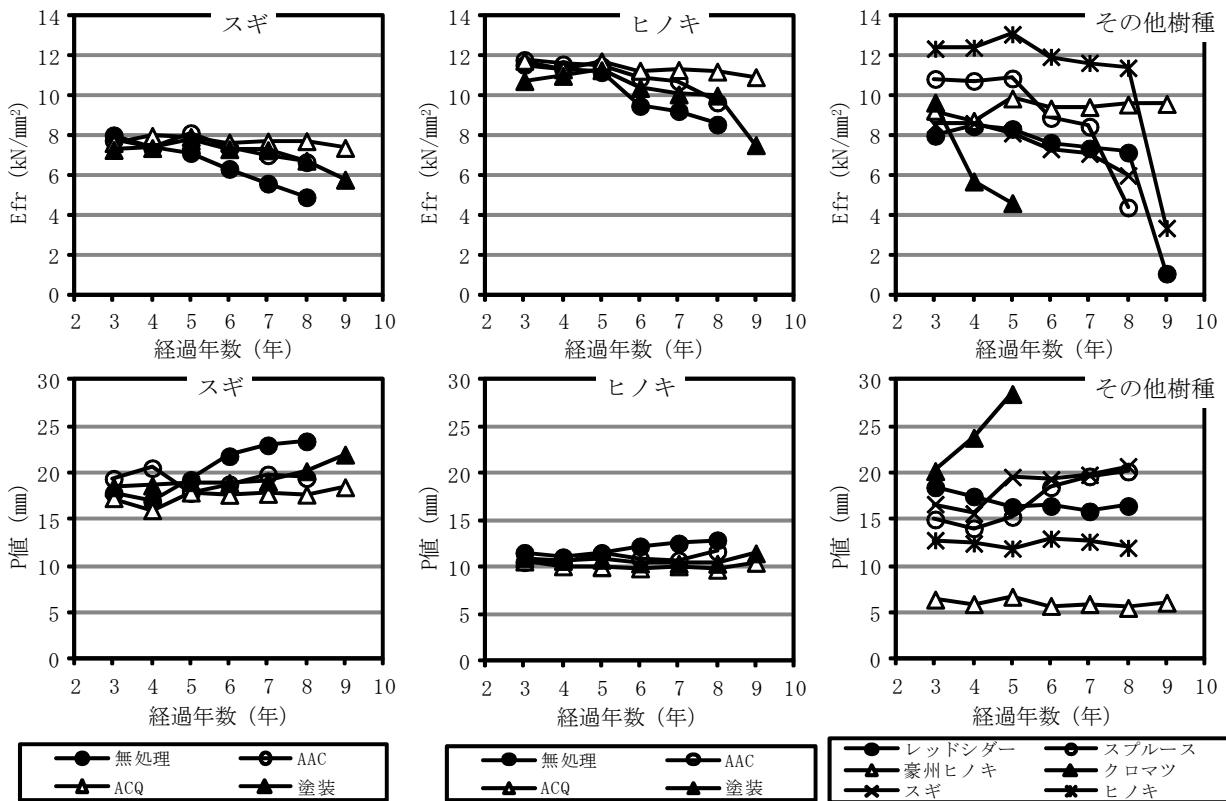 スギ
Efr (kN/mm²)
14
12
10
8
6
4
2
0
2 3 4 5 6 7 8 9 10
経過年数（年）
ヒノキ
Efr (kN/mm²)
14
12
10
8
6
4
2
0
2 3 4 5 6 7 8 9 10
経過年数（年）
その他樹種
Efr (kN/mm²)
14
12
10
8
6
4
2
0
2 3 4 5 6 7 8 9 10
経過年数（年）
スギ
P値 (mm)
30
25
20
15
10
5
0
2 3 4 5 6 7 8 9 10
経過年数（年）
ヒノキ
P値 (mm)
30
25
20
15
10
5
0
2 3 4 5 6 7 8 9 10
経過年数（年）
その他樹種
P値 (mm)
30
25
20
15
10
5
0
2 3 4 5 6 7 8 9 10
経過年数（年）
無処理 AAC
ACQ 塗装
無処理 AAC
ACQ 塗装
レッドシダー スプルース
豪州ヒノキ クロマツ
スギ ヒノキ